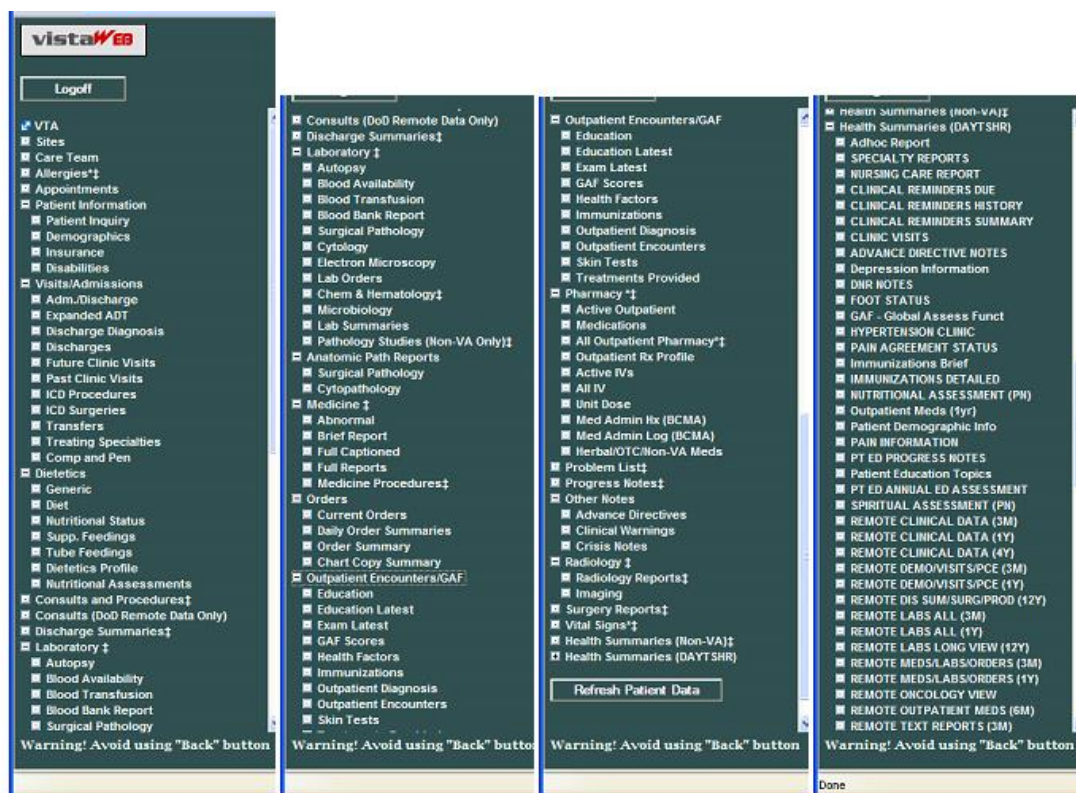 vistaWEB
Logoff
VTA
Sites
Care Team
Allergies*‡
Appointments
Patient Information
Patient Inquiry
Demographics
Insurance
Disabilities
Visits/Admissions
Adm./Discharge
Expanded ADT
Discharge Diagnosis
Discharges
Future Clinic Visits
Past Clinic Visits
ICD Procedures
ICD Surgeries
Transfers
Treating Specialties
Comp and Pen
Dietetics
Generic
Diet
Nutritional Status
Supp. Feedings
Tube Feedings
Dietetics Profile
Nutritional Assessments
Consults and Procedures‡
Consults (DoD Remote Data Only)
Discharge Summaries‡
Laboratory ‡
Autopsy
Blood Availability
Blood Transfusion
Blood Bank Report
Surgical Pathology
Warning! Avoid using "Back" button
Consults (DoD Remote Data Only)
Discharge Summaries‡
Laboratory ‡
Autopsy
Blood Availability
Blood Transfusion
Blood Bank Report
Surgical Pathology
Cytology
Electron Microscopy
Lab Orders
Chem & Hematology‡
Microbiology
Lab Summaries
Pathology Studies (Non-VA Only)‡
Anatomic Path Reports
Surgical Pathology
Cytopathology
Medicine ‡
Abnormal
Brief Report
Full Captioned
Full Reports
Medicine Procedures‡
Orders
Current Orders
Daily Order Summaries
Order Summary
Chart Copy Summary
Outpatient Encounters/GAF
Education
Education Latest
Exam Latest
GAF Scores
Health Factors
Immunizations
Outpatient Diagnosis
Outpatient Encounters
Skin Tests
Warning! Avoid using "Back" butto
Outpatient Encounters/GAF
Education
Education Latest
Exam Latest
GAF Scores
Health Factors
Immunizations
Outpatient Diagnosis
Outpatient Encounters
Skin Tests
Treatments Provided
Pharmacy *‡
Active Outpatient
Medications
All Outpatient Pharmacy*‡
Outpatient Rx Profile
Active IVs
All IV
Unit Dose
Med Admin Hx (BCMA)
Med Admin Log (BCMA)
Herbal/OTC/Non-VA Meds
Problem List‡
Progress Notes‡
Other Notes
Advance Directives
Clinical Warnings
Crisis Notes
Radiology ‡
Radiology Reports‡
Imaging
Surgery Reports‡
Vital Signs*‡
Health Summaries (Non-VA)‡
Health Summaries (DAYTSHR)
Refresh Patient Data
Warning! Avoid using "Back" button
Health Summaries (Non-VA)‡
Health Summaries (DAYTSHR)
Adhoc Report
SPECIALTY REPORTS
NURSING CARE REPORT
CLINICAL REMINDERS DUE
CLINICAL REMINDERS HISTORY
CLINICAL REMINDERS SUMMARY
CLINIC VISITS
ADVANCE DIRECTIVE NOTES
Depression Information
DNR NOTES
FOOT STATUS
GAF - Global Assess Funct
HYPERTENSION CLINIC
PAIN AGREEMENT STATUS
Immunizations Brief
IMMUNIZATIONS DETAILED
NUTRITIONAL ASSESSMENT (PN)
Outpatient Meds (1yr)
Patient Demographic Info
PAIN INFORMATION
PT ED PROGRESS NOTES
Patient Education Topics
PT ED ANNUAL ED ASSESSMENT
SPIRITUAL ASSESSMENT (PN)
REMOTE CLINICAL DATA (3M)
REMOTE CLINICAL DATA (1Y)
REMOTE CLINICAL DATA (4Y)
REMOTE DEMO/VISITS/PCE (3M)
REMOTE DEMO/VISITS/PCE (1Y)
REMOTE DIS SUM/SURG/PROD (12Y)
REMOTE LABS ALL (3M)
REMOTE LABS ALL (1Y)
REMOTE LABS LONG VIEW (12Y)
REMOTE MEDS/LABS/ORDERS (3M)
REMOTE MEDS/LABS/ORDERS (1Y)
REMOTE ONCOLOGY VIEW
REMOTE OUTPATIENT MEDS (6M)
REMOTE TEXT REPORTS (3M)
Warning! Avoid using "Back" button
Done